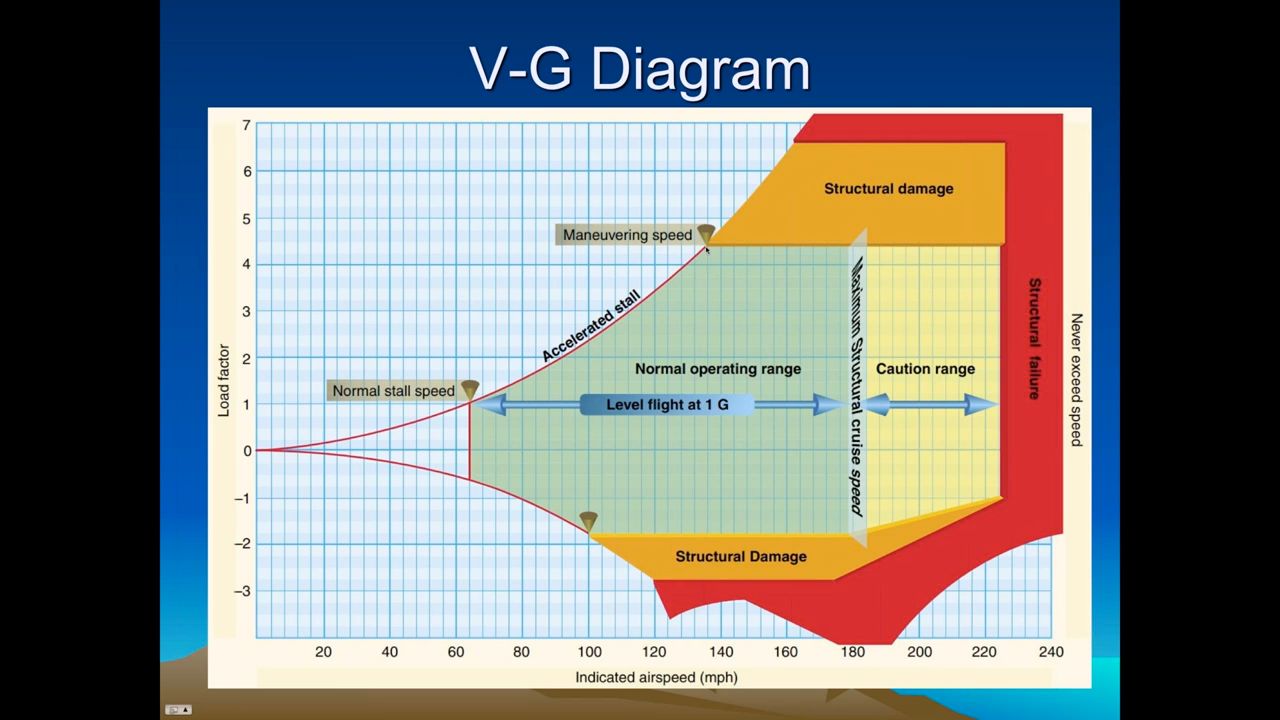 V-G Diagram
7
6
5
4
3
2
1
0
–1
–2
–3
Load factor
Structural damage
Maneuvering speed
Accelerated stall
Maximum Structural cruise speed
Structural failure
Never exceed speed
Normal operating range
Caution range
Normal stall speed
Level flight at 1 G
Structural Damage
20 40 60 80 100 120 140 160 180 200 220 240
Indicated airspeed (mph)